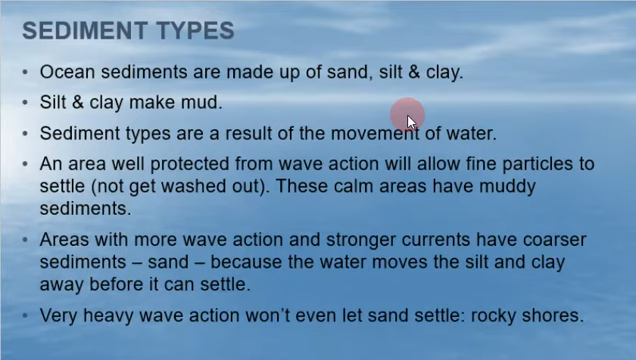 SEDIMENT TYPES
• Ocean sediments are made up of sand, silt & clay.
• Silt & clay make mud.
• Sediment types are a result of the movement of water.
• An area well protected from wave action will allow fine particles to
settle (not get washed out). These calm areas have muddy
sediments.
• Areas with more wave action and stronger currents have coarser
sediments – sand – because the water moves the silt and clay
away before it can settle.
• Very heavy wave action won’t even let sand settle: rocky shores.